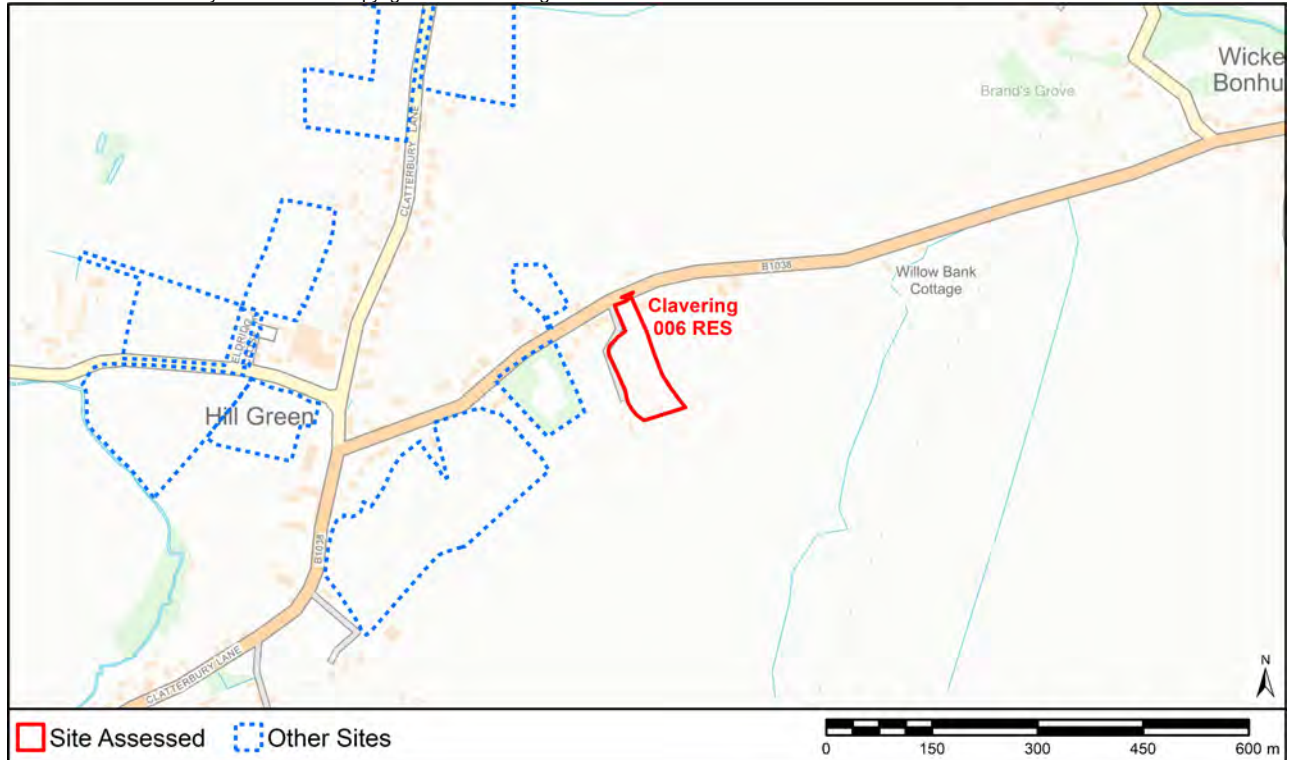 Wicke
Bonhu
Brand's Grove
CLATTERBURY LANE
B1038
Willow Bank
Cottage
Clavering
006 RES
Hill Green
B1038
CLATTERBURY LANE
N
Site Assessed
Other Sites
0 150 300 450 600 m